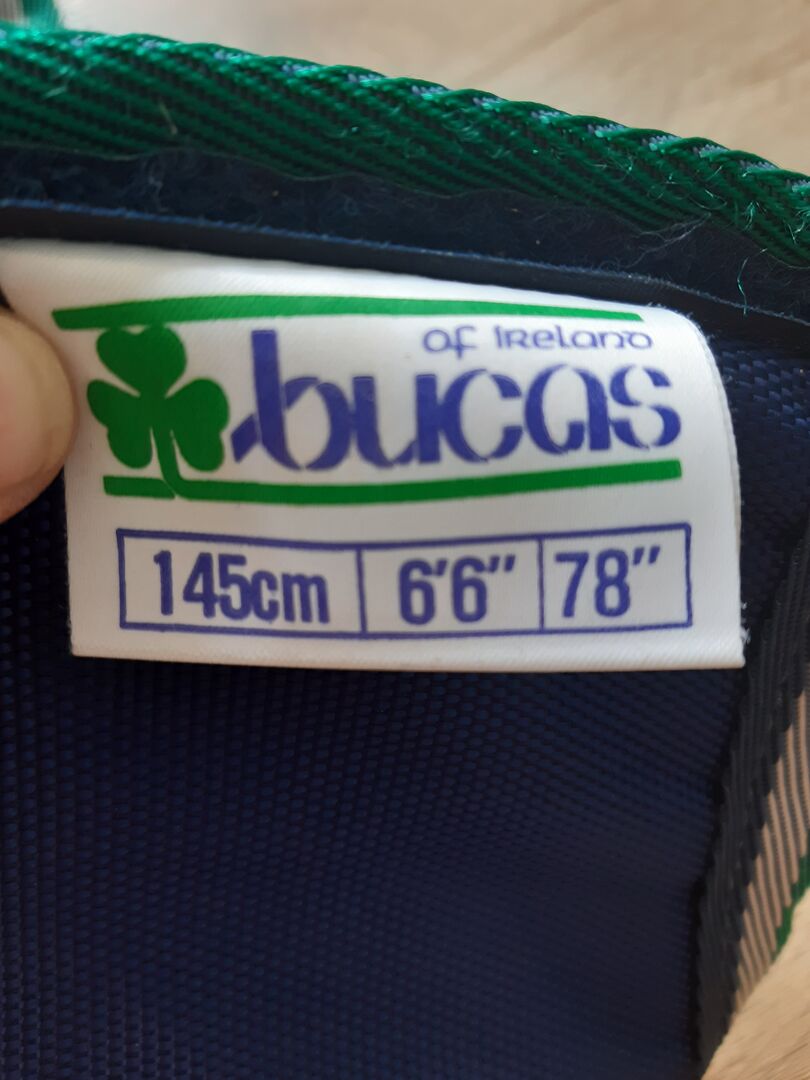 of Ireland
bucas
145cm 6'6" 78"